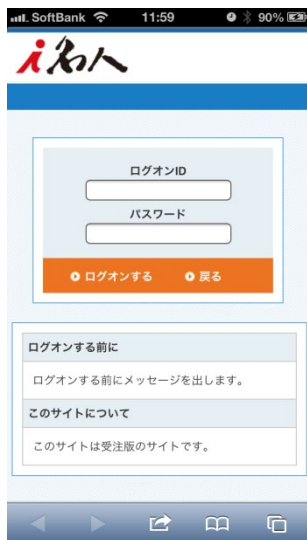 SoftBank 11:59 90%
i名人
ログオンID
パスワード
ログオンする 戻る
ログオンする前に
ログオンする前にメッセージを出します。
このサイトについて
このサイトは受注版のサイトです。